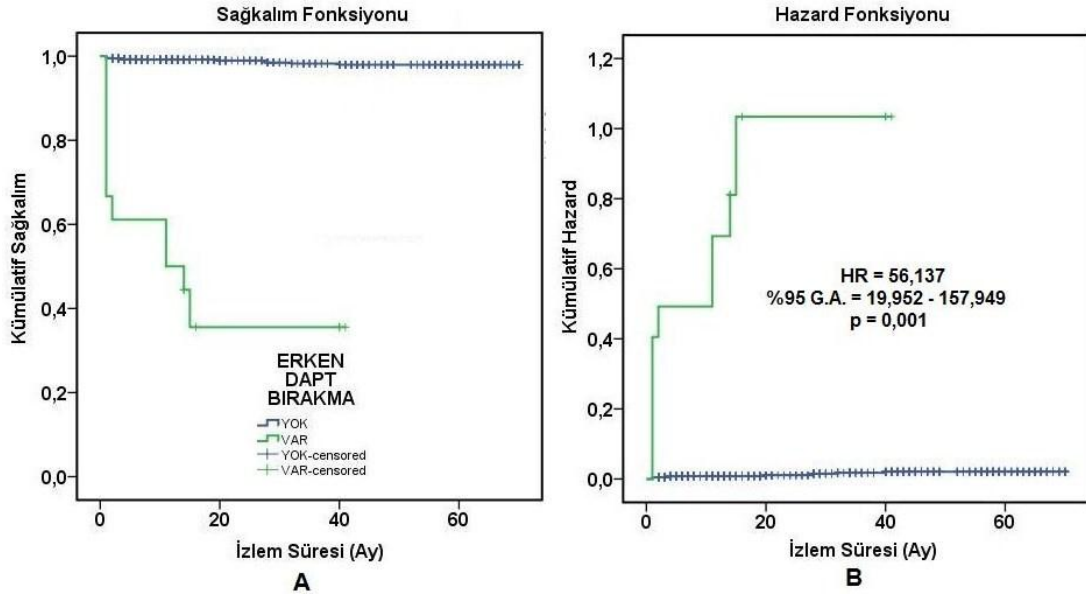 Sağkalım Fonksiyonu
Kümülatif Sağkalım
1,0
0,8
0,6
0,4
0,2
0,0
ERKEN
DAPT
BIRAKMA
YOK
VAR
YOK-censored
VAR-censored
0 20 40 60
İzlem Süresi (Ay)
A
Hazard Fonksiyonu
Kümülatif Hazard
1,2
1,0
0,8
0,6
0,4
0,2
0,0
HR = 56,137
%95 G.A. = 19,952 - 157,949
p = 0,001
0 20 40 60
İzlem Süresi (Ay)
B